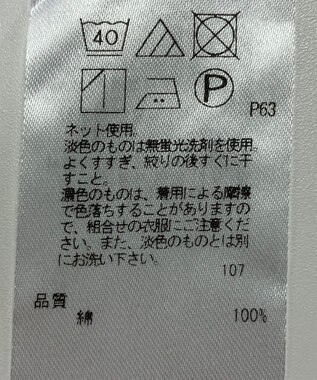 40
P
P63
ネット使用。
淡色のものは無蛍光洗剤を使用。
よくすすぎ、絞りの後すぐに干
すこと。
濃色のものは、着用による摩擦
で色落ちすることがありますの
で、組合せの衣服にご注意くだ
さい。また、淡色のものとは別
にお洗い下さい。
107
品質
綿 100%